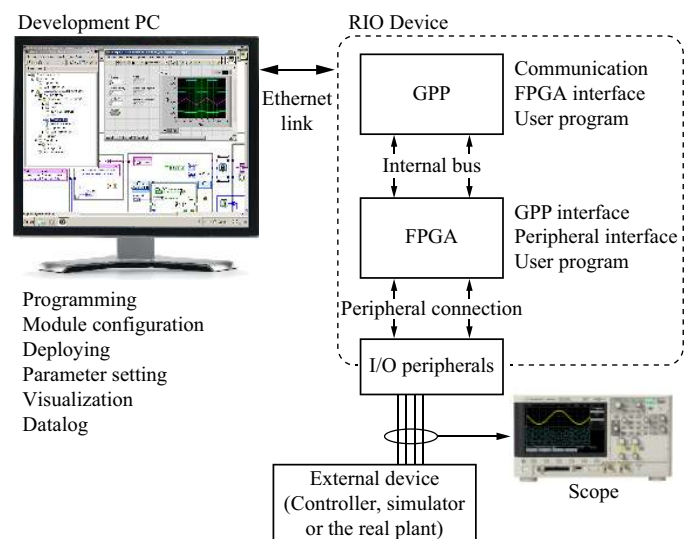 Development PC
RIO Device
Ethernet
link
GPP
Communication
FPGA interface
User program
Internal bus
FPGA
GPP interface
Peripheral interface
User program
Peripheral connection
I/O peripherals
Programming
Module configuration
Deploying
Parameter setting
Visualization
Datalog
External device
(Controller, simulator
or the real plant)
Scope